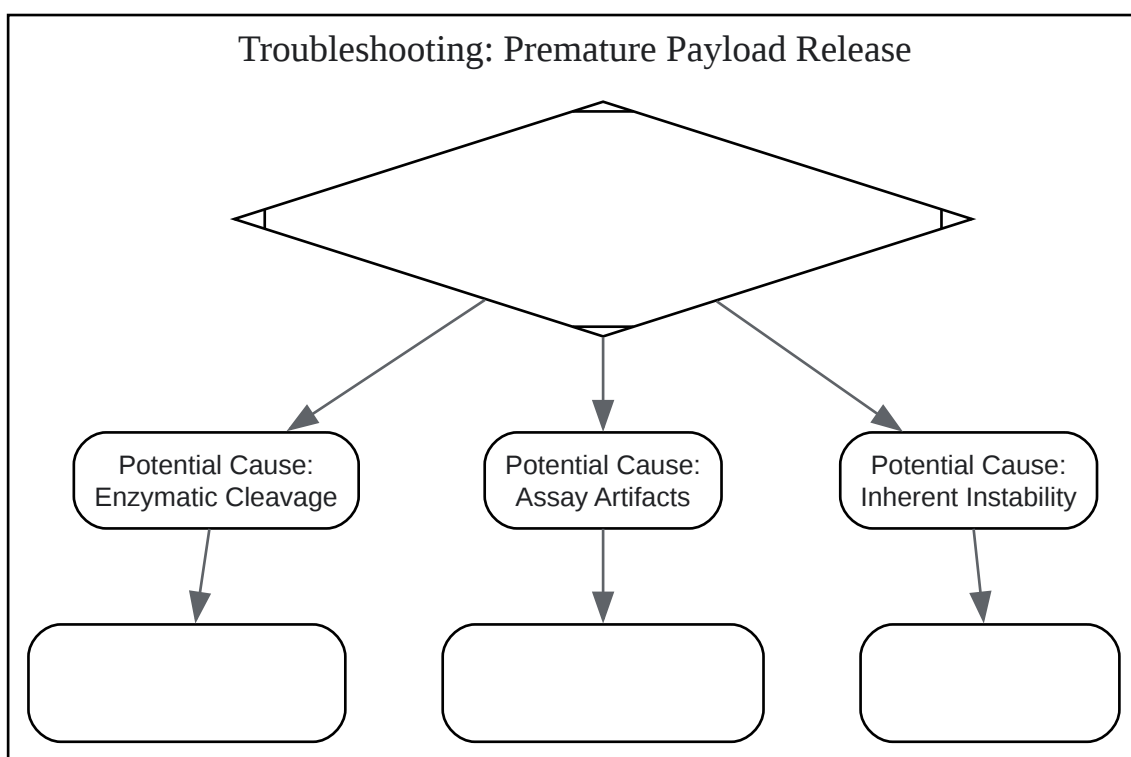 Troubleshooting: Premature Payload Release
Potential Cause:
Enzymatic Cleavage
Potential Cause:
Assay Artifacts
Potential Cause:
Inherent Instability